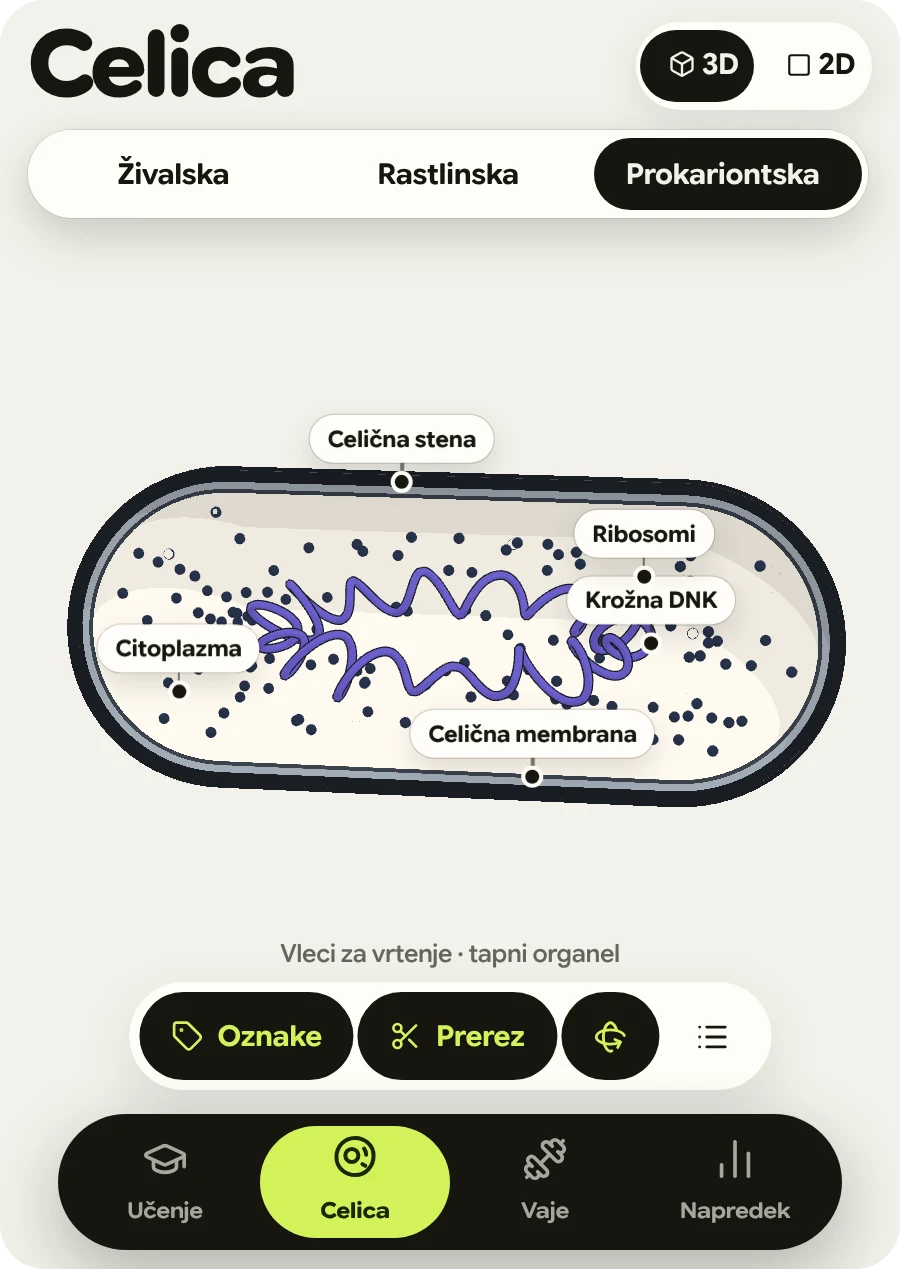 Celica
3D
2D
Živalska
Rastlinska
Prokariontska
Celična stena
Ribosomi
Krožna DNK
Citoplazma
Celična membrana
Vleci za vrtenje · tapni organel
Oznake
Prerez
Učenje
Celica
Vaje
Napredek